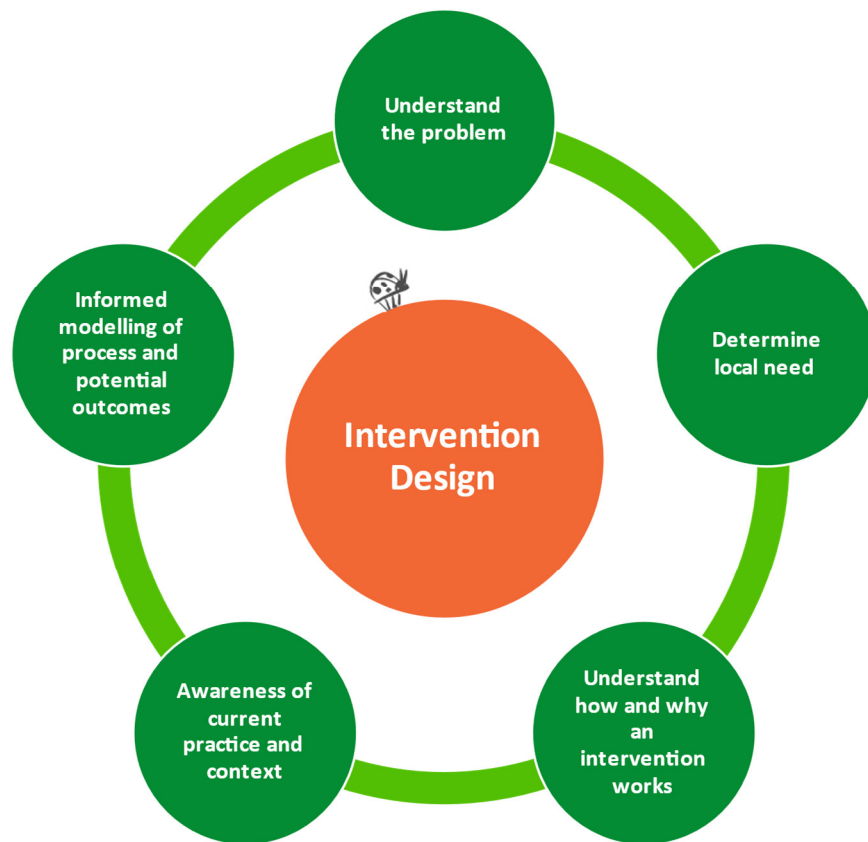 Understand
the problem
Determine
local need
Understand
how and why
an
intervention
works
Awareness of
current
practice and
context
Informed
modelling of
process and
potential
outcomes
Intervention
Design